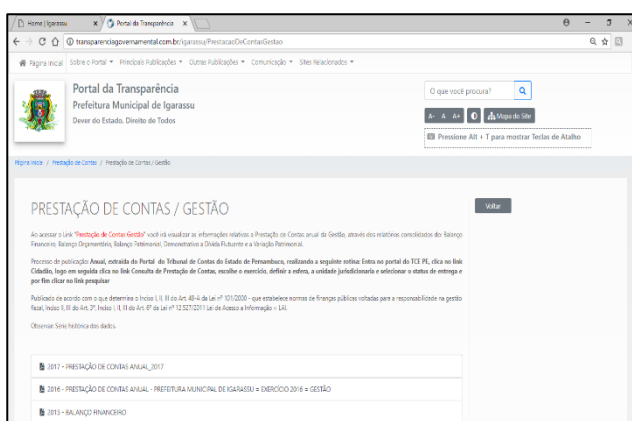 Home | Igarassu
Portal da Transparência
transparenciagovernamental.com.br/igarassu/PrestacaoDeContasGestao
Página Inicial Sobre o Portal Principais Publicações Outras Publicações Comunicação Sites Relacionados
Portal da Transparência
Prefeitura Municipal de Igarassu
Dever do Estado. Direito de Todos
O que você procura?
A- A A+ Mapa do Site
Pressione Alt + T para mostrar Teclas de Atalho
Página Inicial / Prestação de Contas / Prestação de Contas / Gestão
PRESTAÇÃO DE CONTAS / GESTÃO
Voltar
Ao acessar o Link "Prestação de Contas Gestão" você irá visualizar as informações relativas a Prestação de Contas anual da Gestão, através dos relatórios consolidados do: Balanço
Financeiro, Balanço Orçamentário, Balanço Patrimonial, Demonstrativo a Dívida Flutuante e a Variação Patrimonial.
Processo de publicação: Anual, extraída do Portal do Tribunal de Contas do Estado de Pernambuco, realizando a seguinte rotina: Entra no portal do TCE PE, clica no link
Cidadão, logo em seguida clica no link Consulta de Prestação de Contas, escolhe o exercício, definir a esfera, a unidade jurisdicionaria e selecionar o status de entrega e
por fim clicar no link pesquisar
Publicado de acordo com o que determina o Inciso I, II, III do Art. 48-A da Lei nº 101/2000 - que estabelece normas de finanças públicas voltadas para a responsabilidade na gestão
fiscal, Inciso II, III do Art. 3º, Inciso I, II, III do Art. 6º da Lei nº 12.527/2011 Lei de Acesso a Informação = LAI.
Observar: Série histórica dos dados.
2017 - PRESTAÇÃO DE CONTAS ANUAL_2017
2016 - PRESTAÇÃO DE CONTAS ANUAL - PREFEITURA MUNICIPAL DE IGARASSU = EXERCÍCIO 2016 = GESTÃO
2015 - BALANÇO FINANCEIRO